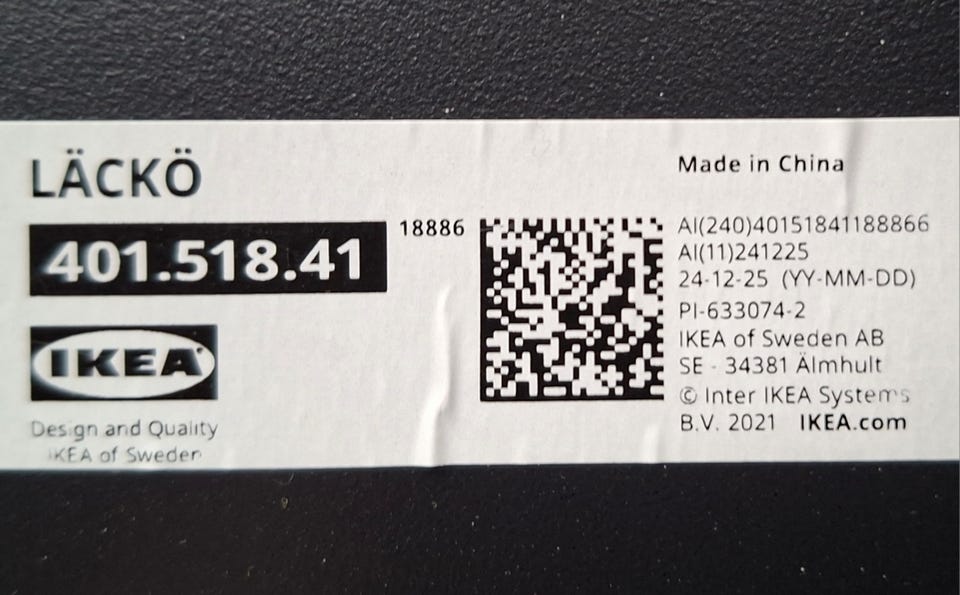 LÄCKÖ
401.518.41
18886
IKEA
Design and Quality
IKEA of Sweden
Made in China
AI(240)40151841188866
AI(11)241225
24-12-25 (YY-MM-DD)
PI-633074-2
IKEA of Sweden AB
SE - 34381 Älmhult
© Inter IKEA Systems
B.V. 2021 IKEA.com